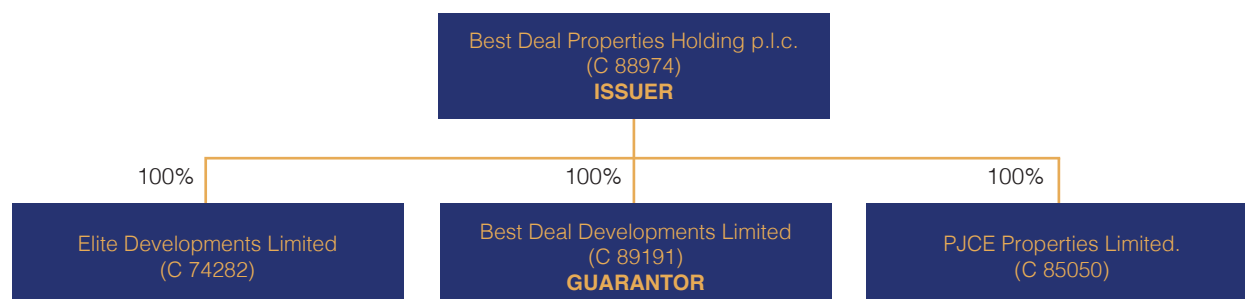 Best Deal Properties Holding p.l.c.
(C 88974)
ISSUER
100%
100%
100%
Elite Developments Limited
(C 74282)
Best Deal Developments Limited
(C 89191)
GUARANTOR
PJCE Properties Limited.
(C 85050)